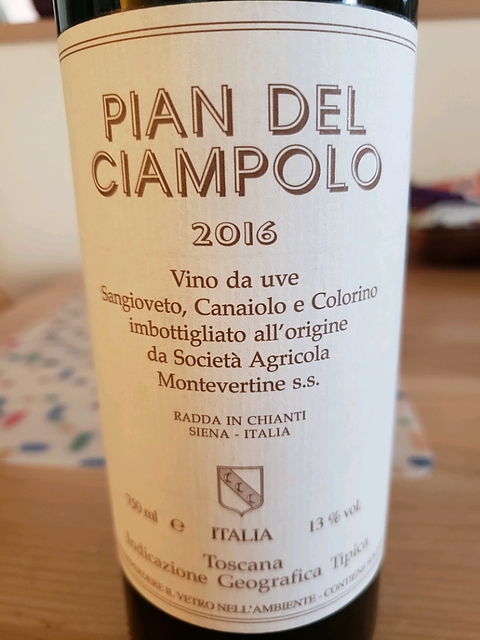 PIAN DEL
CIAMPOLO
2016
Vino da uve
Sangioveto, Canaiolo e Colorino
imbottigliato all'origine
da Società Agricola
Montevertine s.s.
RADDA IN CHIANTI
SIENA - ITALIA
750 ml e ITALIA 13 % vol.
Toscana
Indicazione Geografica Tipica
IL VETRO NELL'AMBIENTE - CONTIENE